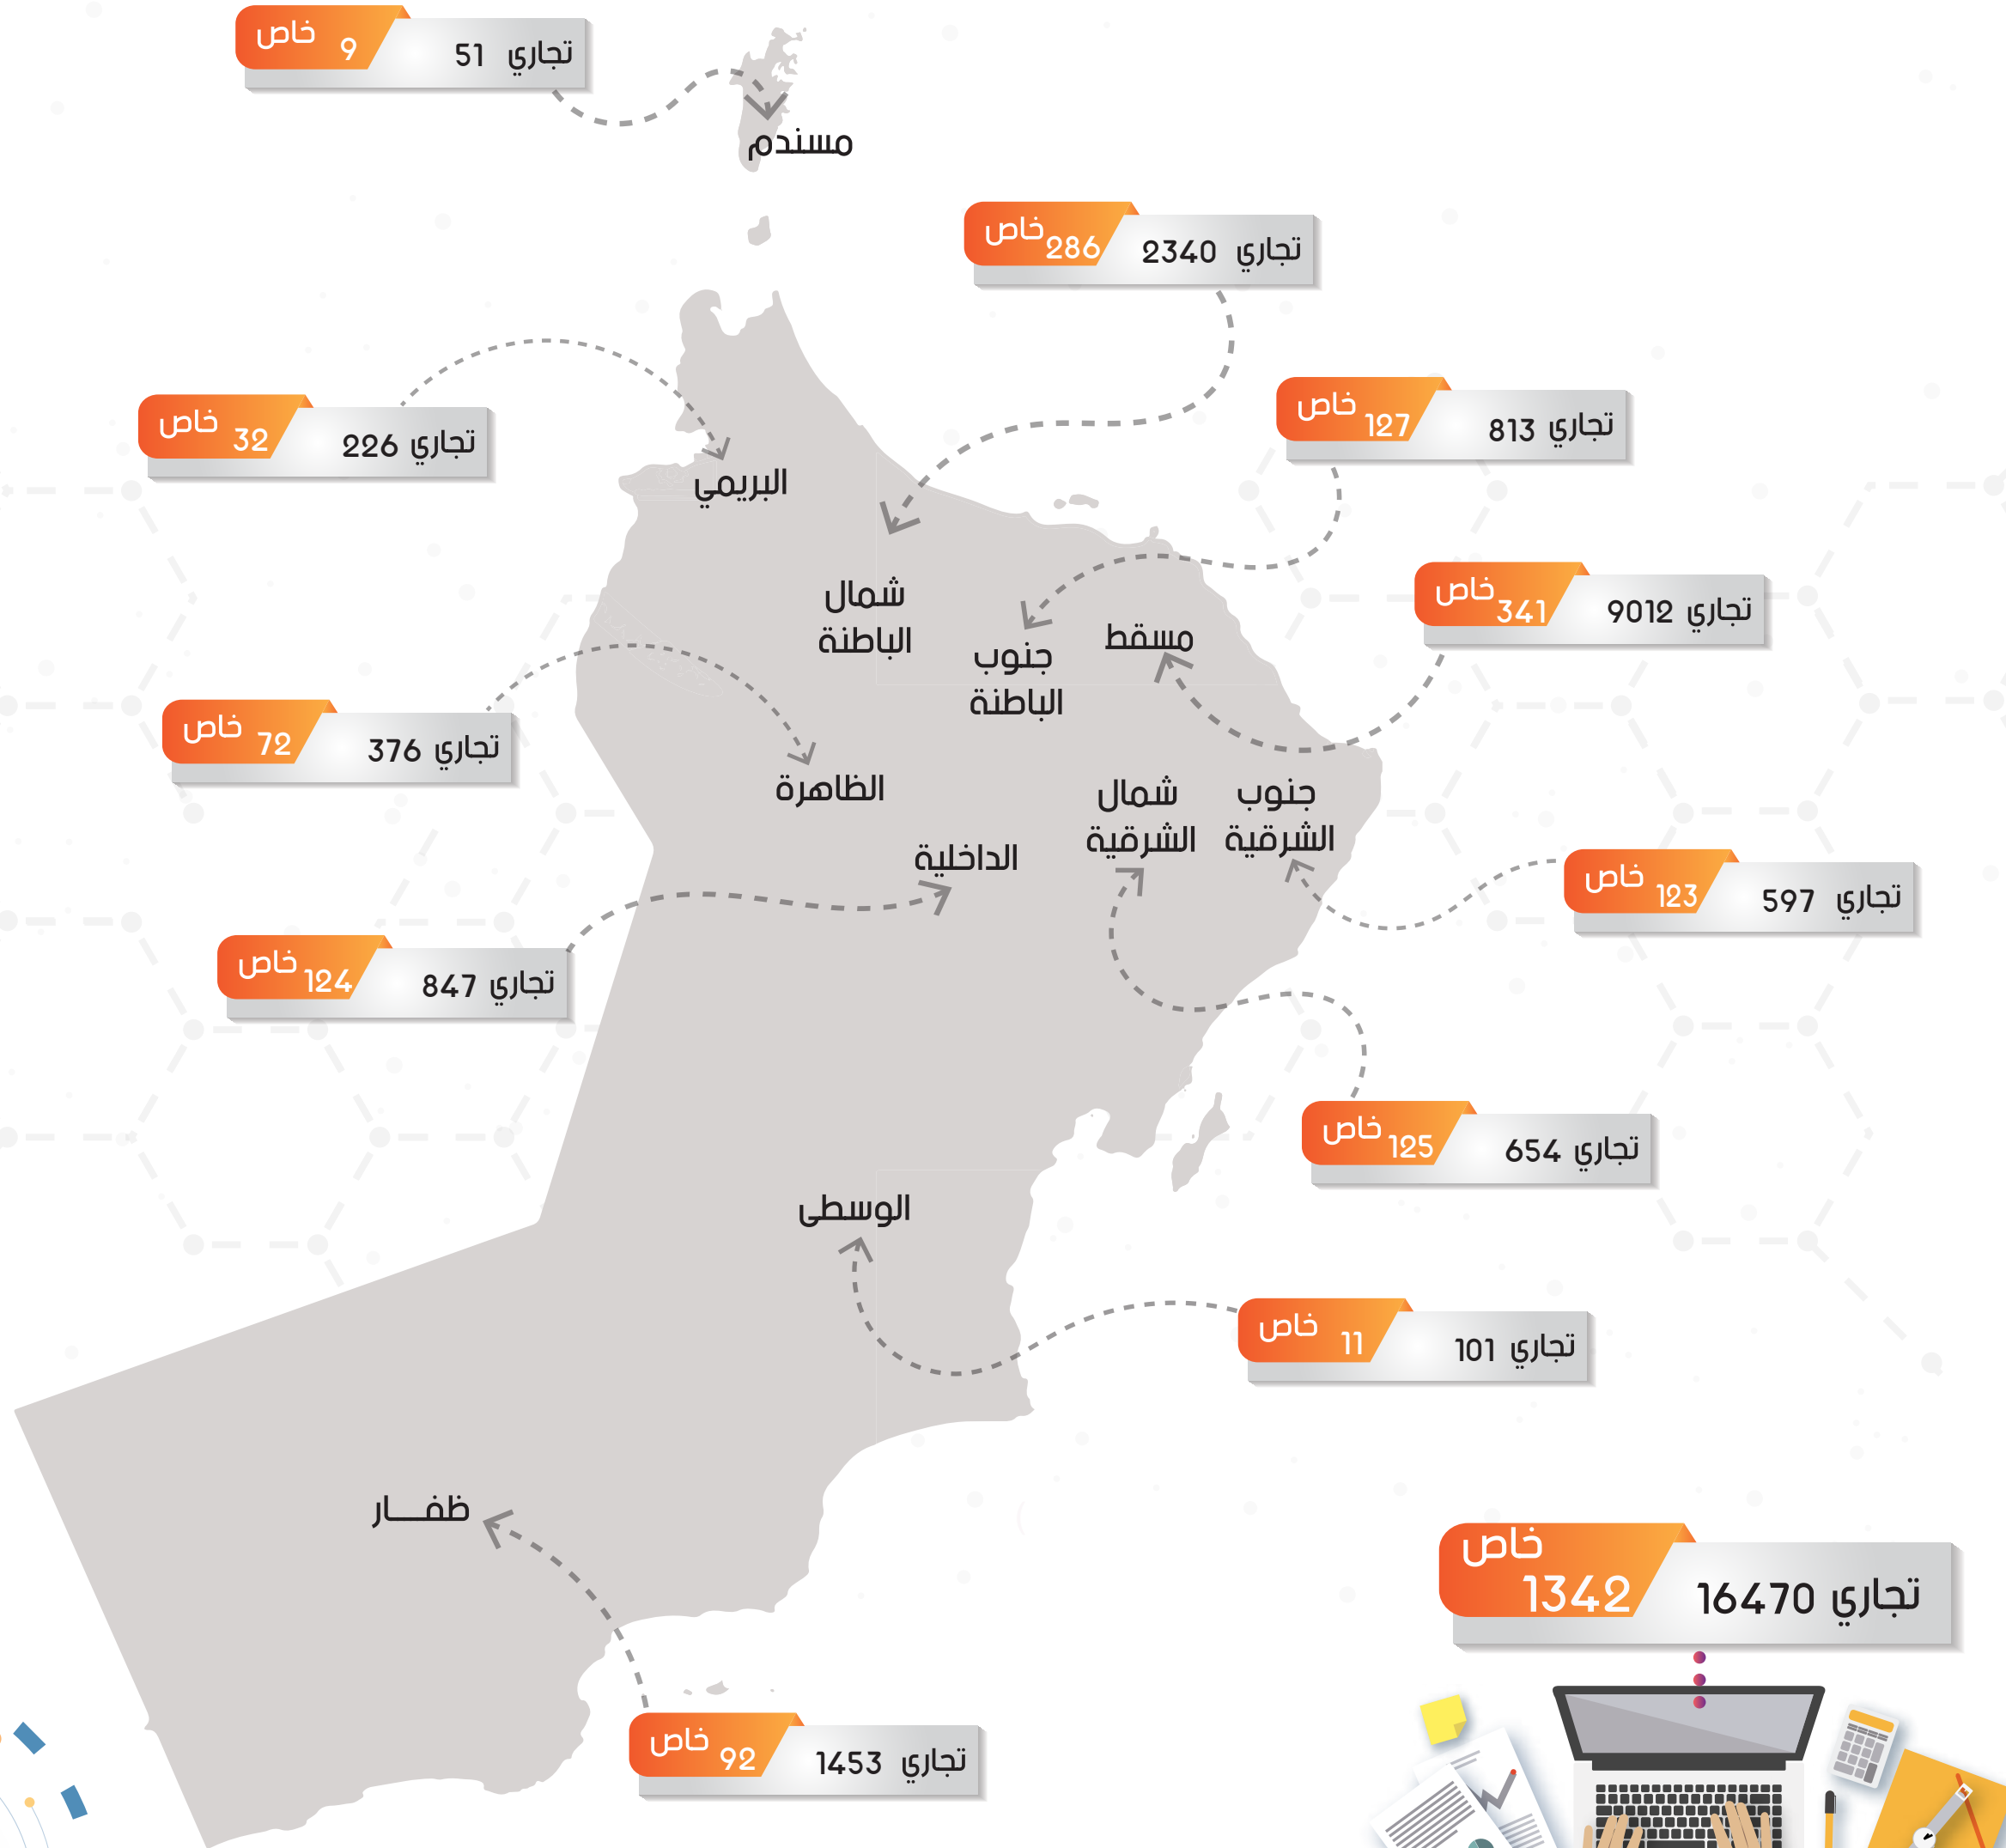 خاص 9
تجاري 51
مسندم
خاص 286
تجاري 2340
خاص 127
تجاري 813
خاص 32
تجاري 226
البريمي
شمال
الباطنة
جنوب
الباطنة
مسقط
خاص 341
تجاري 9012
خاص 72
تجاري 376
الظاهرة
الداخلية
شمال
الشرقية
جنوب
الشرقية
خاص 123
تجاري 597
خاص 124
تجاري 847
خاص 125
تجاري 654
الوسطى
خاص 11
تجاري 101
ظفـــار
خاص 92
تجاري 1453
خاص 1342
تجاري 16470